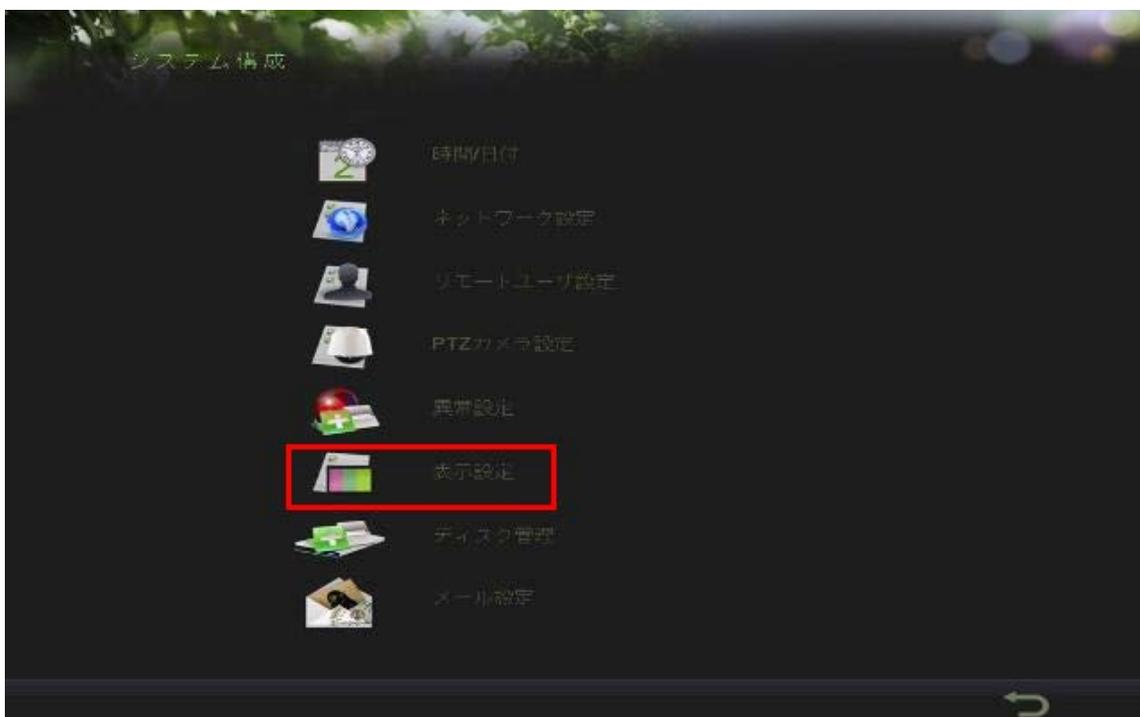 システム構成
時間/日付
ネットワーク設定
リモートユーザ設定
PTZカメラ設定
異常設定
表示設定
ディスク管理
メール設定